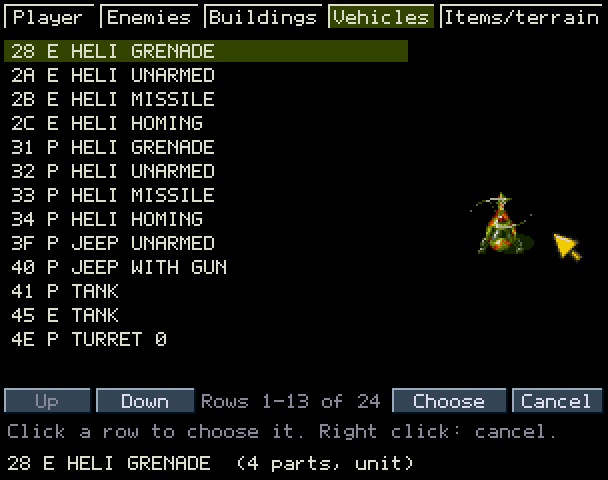 Player Enemies Buildings Vehicles Items/terrain
28 E HELI GRENADE
2A E HELI UNARMED
2B E HELI MISSILE
2C E HELI HOMING
31 P HELI GRENADE
32 P HELI UNARMED
33 P HELI MISSILE
34 P HELI HOMING
3F P JEEP UNARMED
40 P JEEP WITH GUN
41 P TANK
45 E TANK
4E P TURRET 0
Up Down Rows 1-13 of 24 Choose Cancel
Click a row to choose it. Right click: cancel.
28 E HELI GRENADE (4 parts, unit)